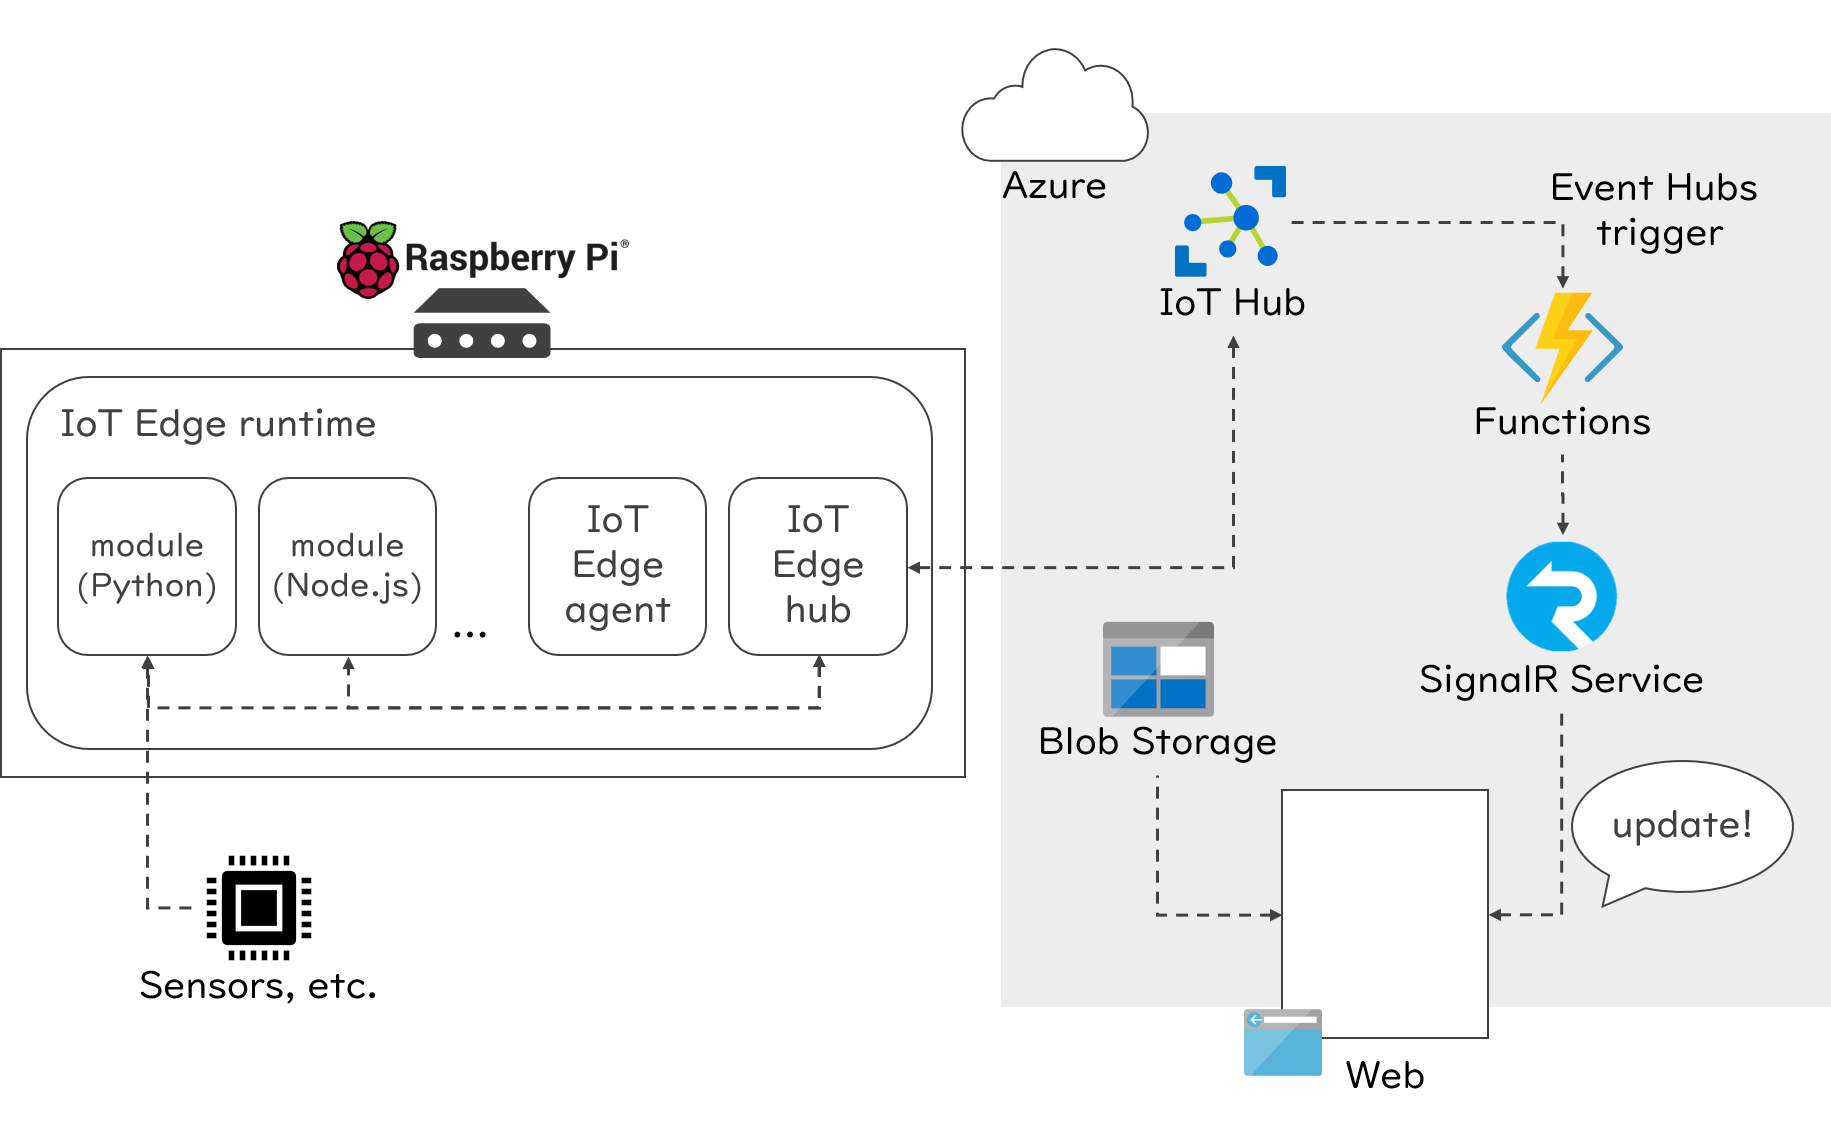 Azure
Event Hubs
trigger
IoT Hub
Raspberry Pi®
Functions
IoT Edge runtime
module
(Python)
module
(Node.js)
...
IoT
Edge
agent
IoT
Edge
hub
SignalR Service
Blob Storage
update!
Sensors, etc.
Web